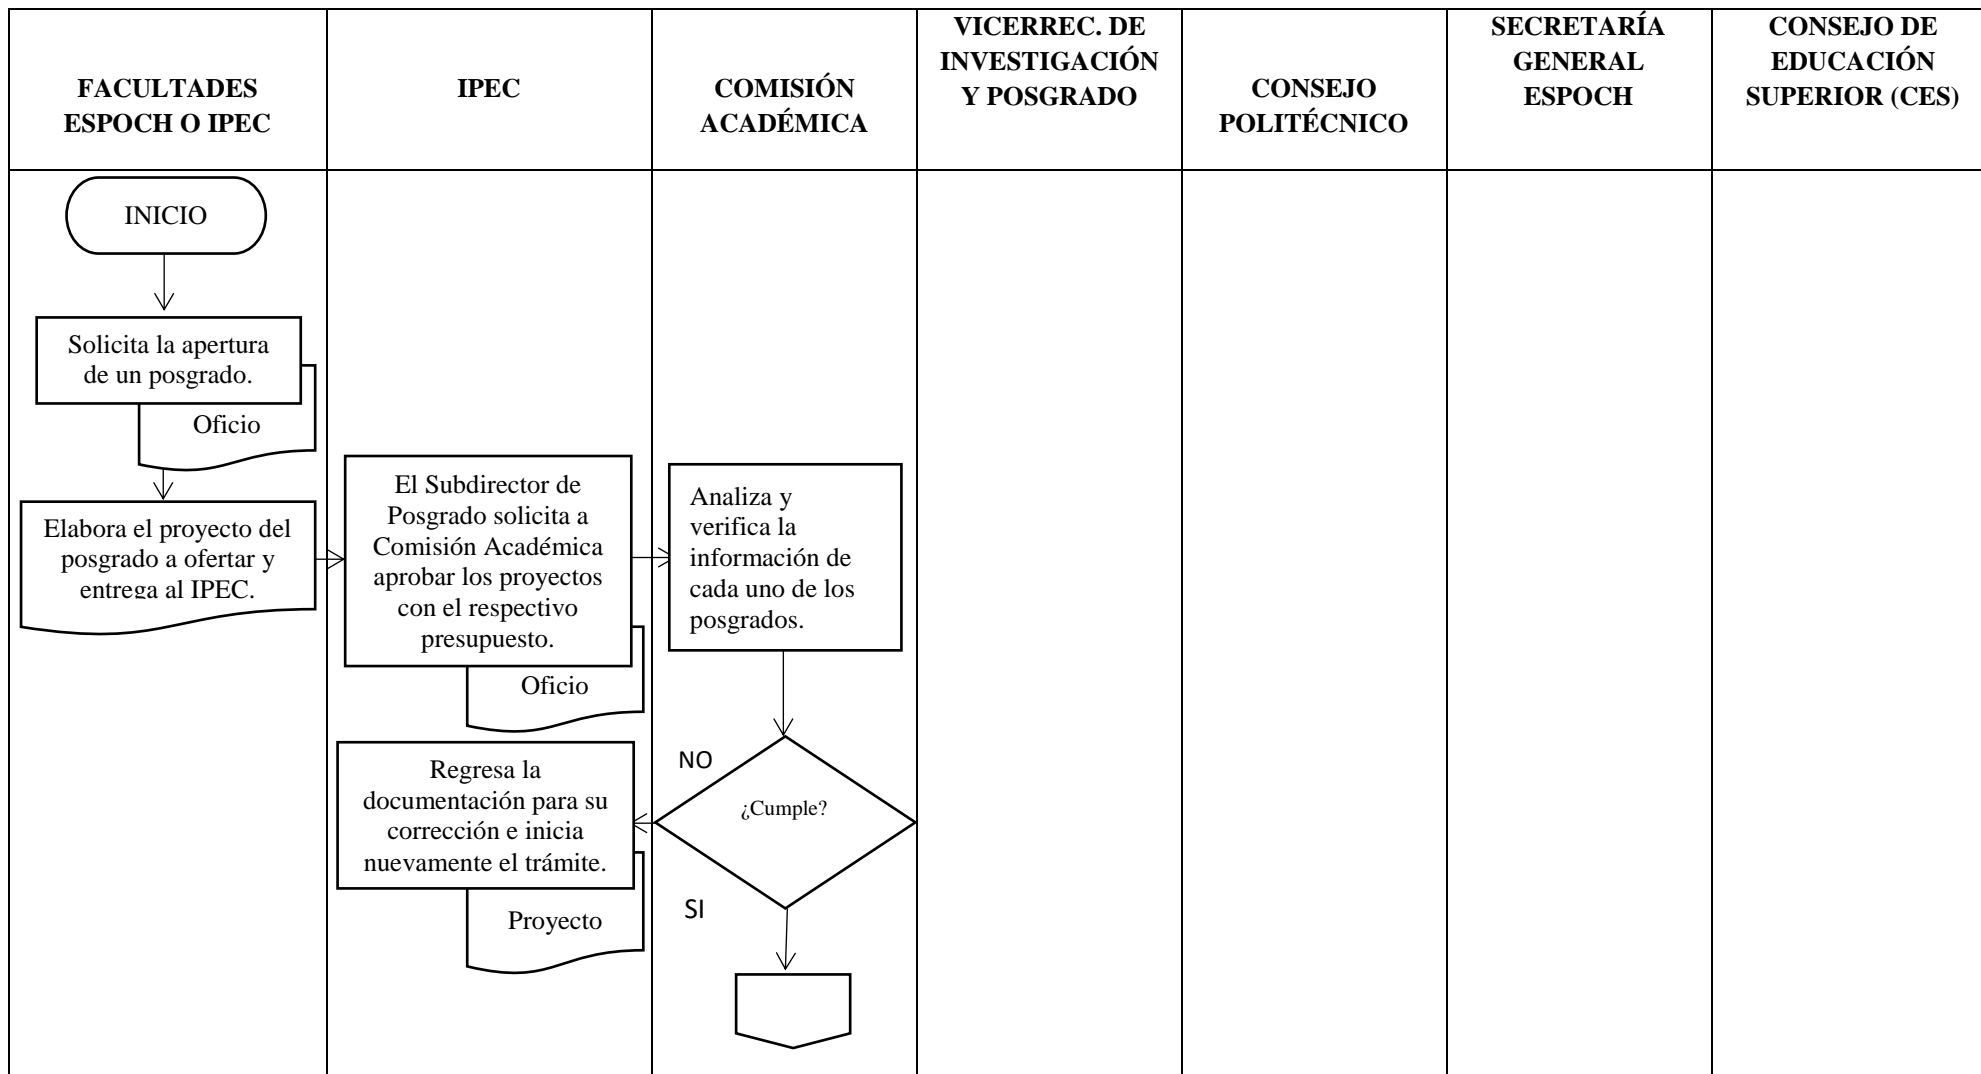 FACULTADES
ESPOCH O IPEC
IPEC
COMISIÓN
ACADÉMICA
VICERREC. DE
INVESTIGACIÓN
Y POSGRADO
CONSEJO
POLITÉCNICO
SECRETARÍA
GENERAL
ESPOCH
CONSEJO DE
EDUCACIÓN
SUPERIOR (CES)
INICIO
Solicita la apertura
de un posgrado.
Oficio
Elabora el proyecto del
posgrado a ofertar y
entrega al IPEC.
El Subdirector de
Posgrado solicita a
Comisión Académica
aprobar los proyectos
con el respectivo
presupuesto.
Oficio
Analiza y
verifica la
información de
cada uno de los
posgrados.
NO
¿Cumple?
Regresa la
documentación para su
corrección e inicia
nuevamente el trámite.
Proyecto
SI